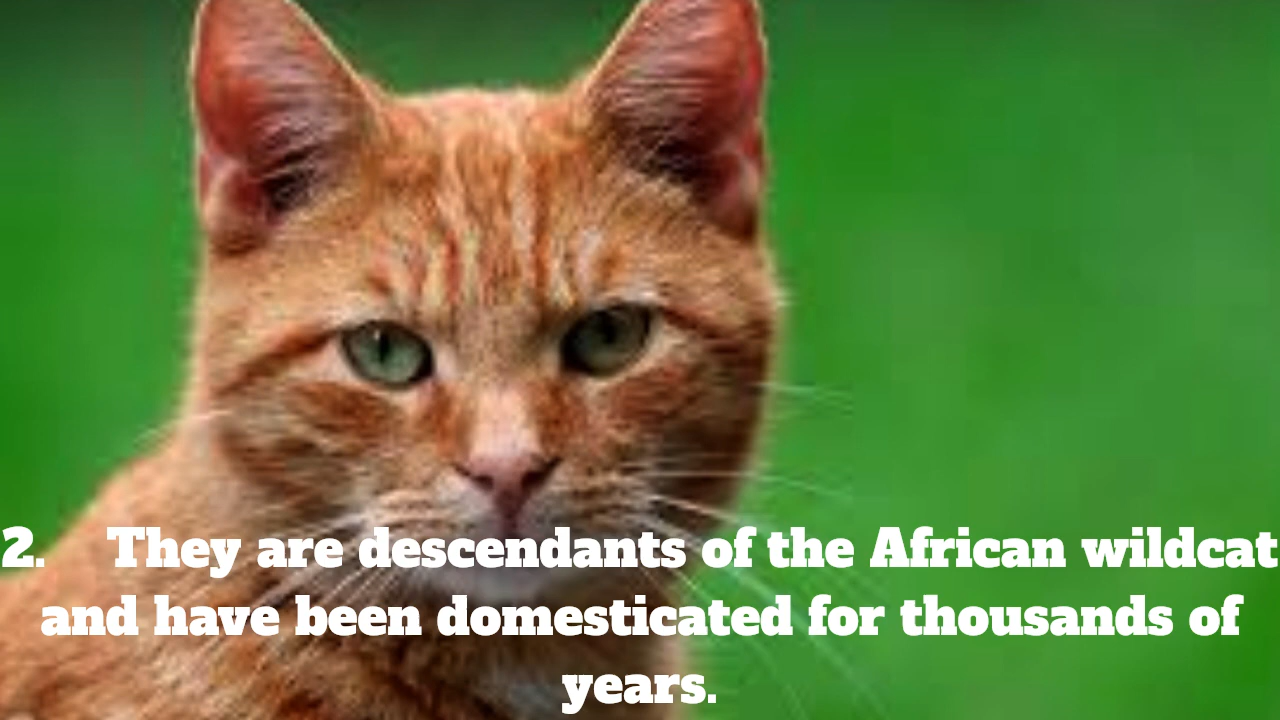 2. They are descendants of the African wildcat
and have been domesticated for thousands of
years.